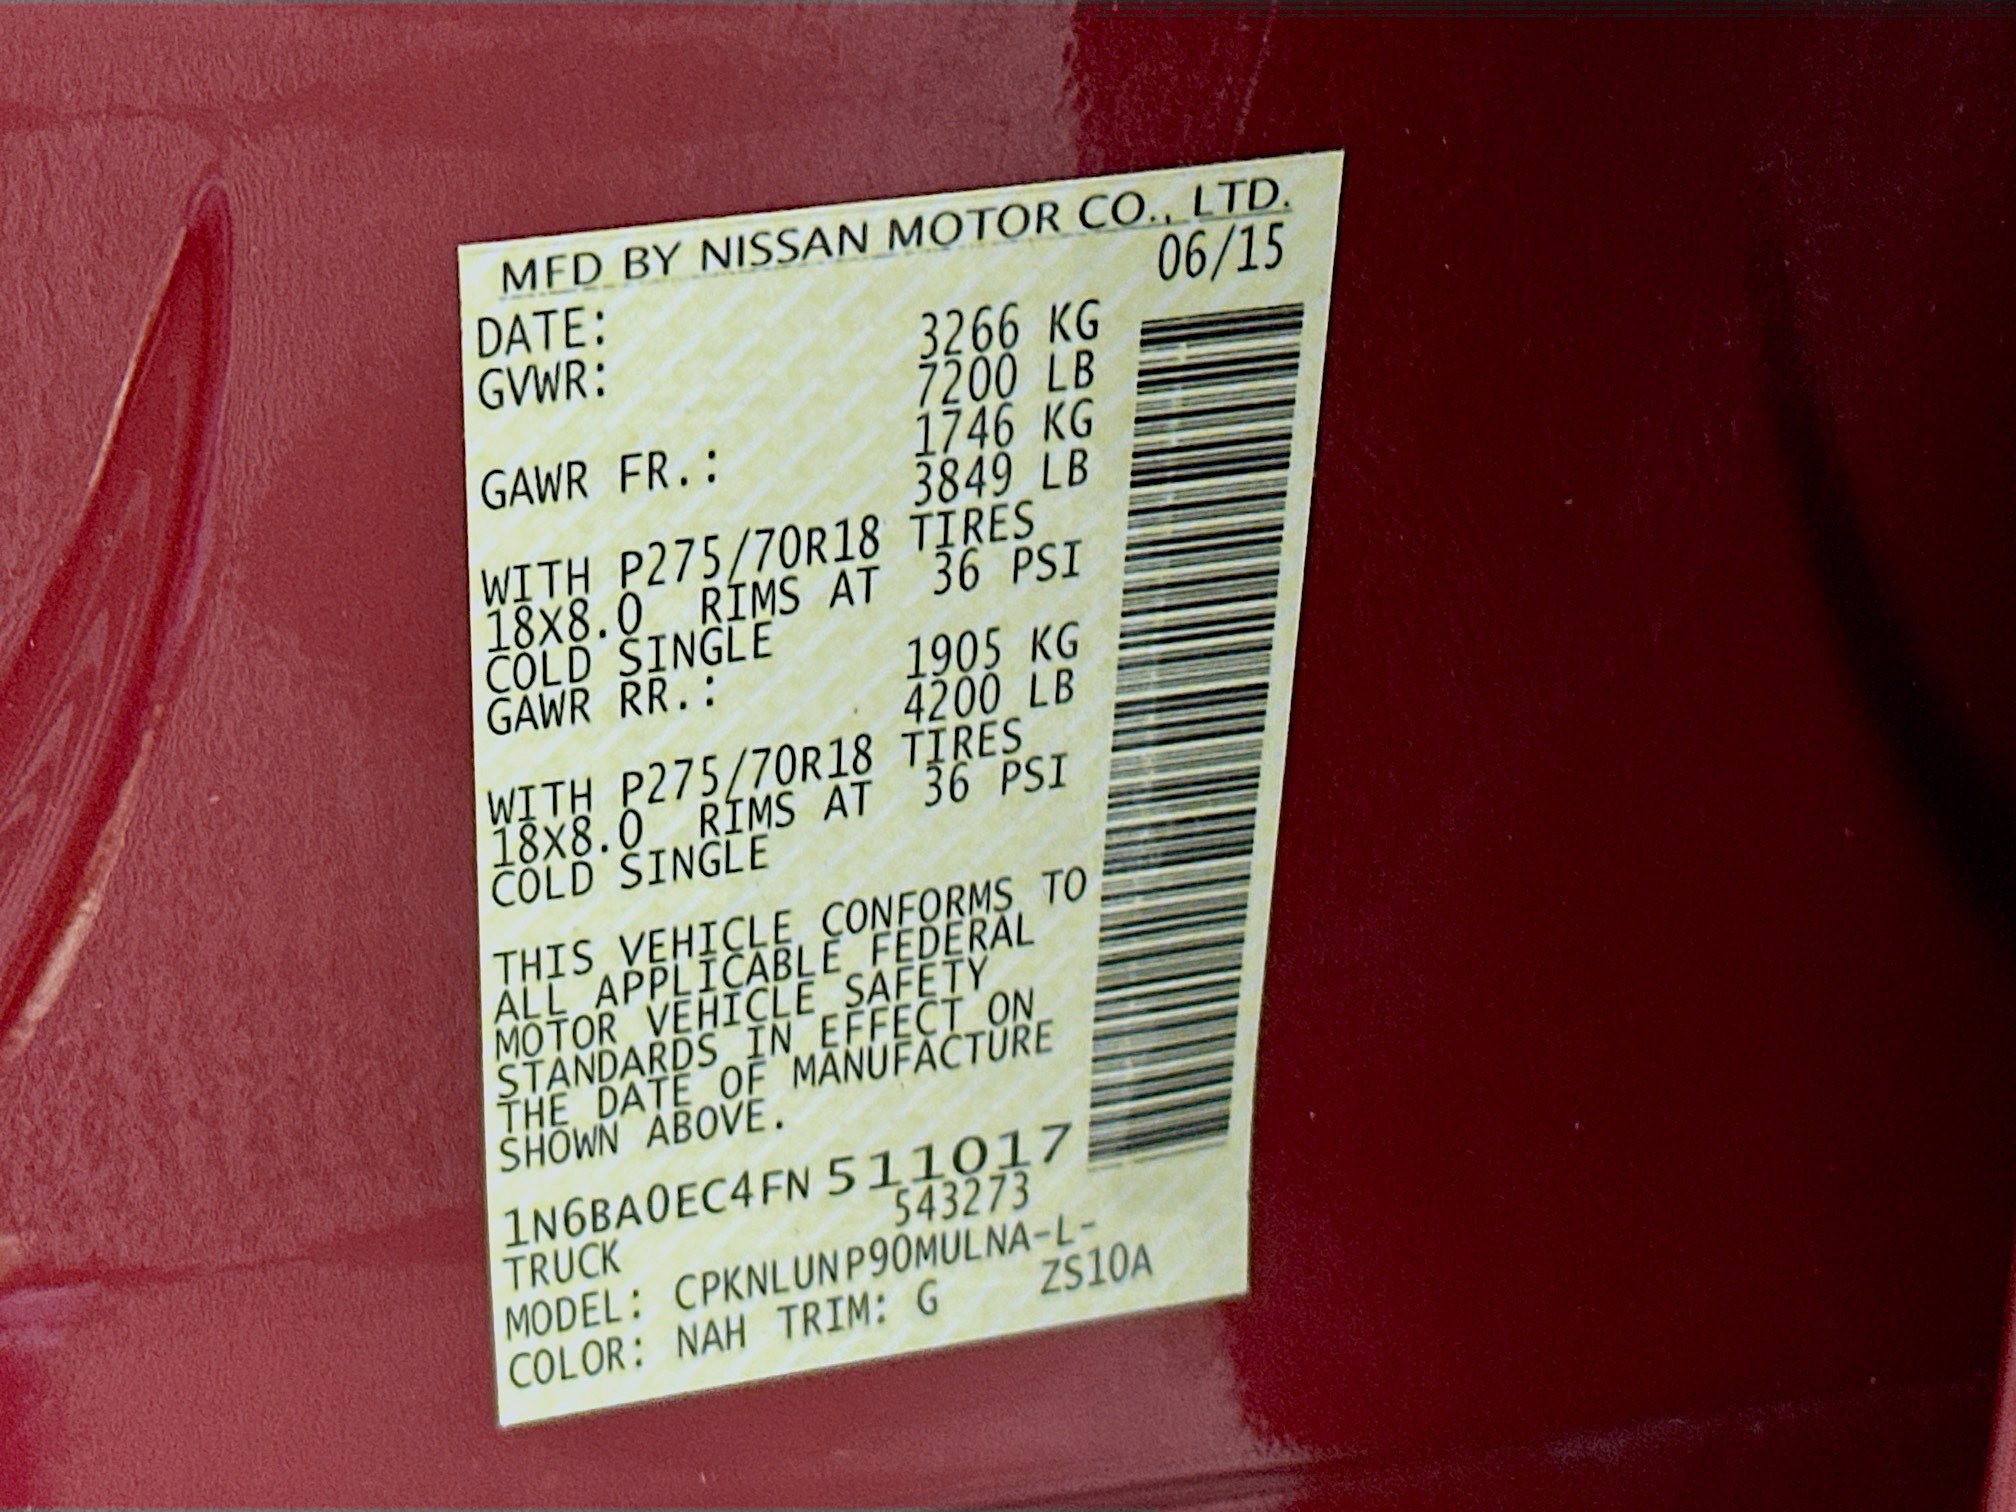 MFD BY NISSAN MOTOR CO., LTD.
DATE: 06/15
GVWR: 3266 KG
7200 LB
GAWR FR.: 1746 KG
3849 LB
WITH P275/70R18 TIRES
18X8.0 RIMS AT 36 PSI
COLD SINGLE
GAWR RR.: 1905 KG
4200 LB
WITH P275/70R18 TIRES
18X8.0 RIMS AT 36 PSI
COLD SINGLE
THIS VEHICLE CONFORMS TO
ALL APPLICABLE FEDERAL
MOTOR VEHICLE SAFETY
STANDARDS IN EFFECT ON
THE DATE OF MANUFACTURE
SHOWN ABOVE.
1N6BA0EC4FN 511017
TRUCK 543273
MODEL: CPKNLUNP90MULNA-L-
COLOR: NAH TRIM: G ZS10A